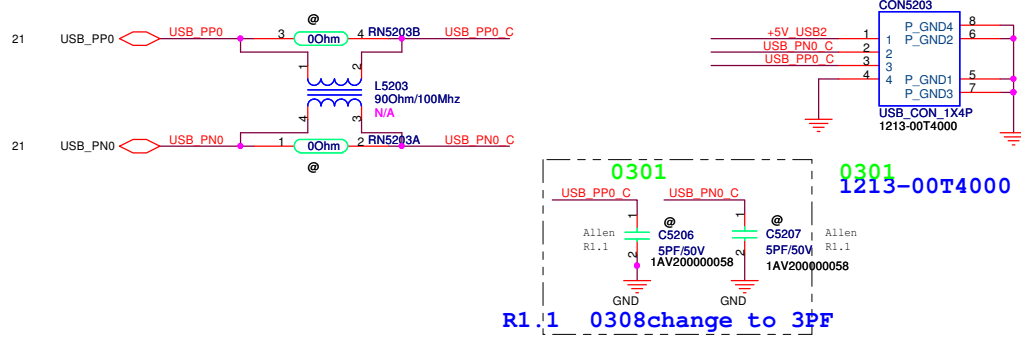 CON5203
@
21 USB_PP0 USB_PP0 3 0Ohm 4 RN5203B USB_PP0_C
1 2
L5203
90Ohm/100Mhz
N/A
4 3
21 USB_PN0 USB_PN0 1 0Ohm 2 RN5203A USB_PN0_C
@
+5V_USB2 1 1 P_GND4 8
USB_PN0_C 2 2 P_GND2 6
USB_PP0_C 3 3
4 4 P_GND1 5
P_GND3 7
USB_CON_1X4P
1213-00T4000
0301 0301
1213-00T4000
USB_PP0_C USB_PN0_C
1 @ 1 @
Allen C5206 C5207 Allen
R1.1 5PF/50V 5PF/50V R1.1
2 1AV200000058 2 1AV200000058
GND GND
R1.1 0308change to 3PF